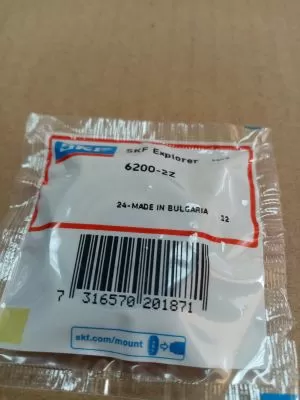 SKF SKF Explorer
6200-2Z
24-MADE IN BULGARIA 12
7 316570 201871
skf.com/mount